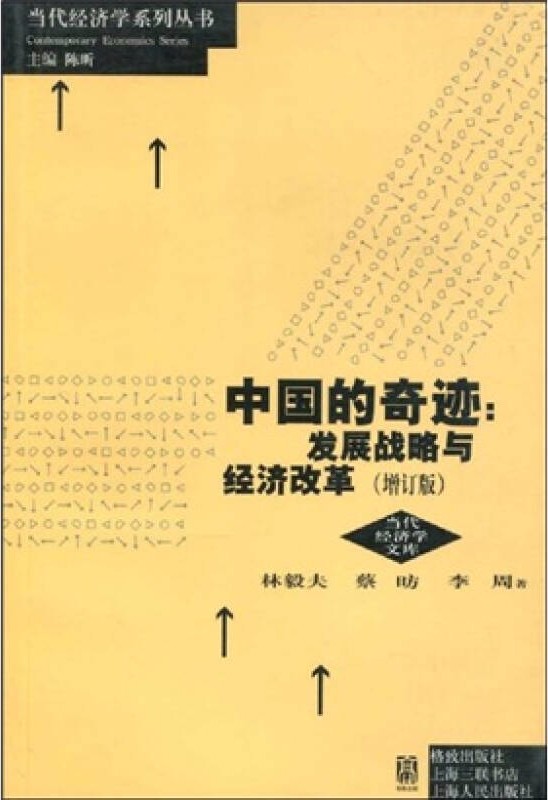 当代经济学系列丛书
Contemporary Economics Series
主编 陈昕
中国的奇迹:
发展战略与
经济改革(增订版)
当代
经济学
文库
林毅夫 蔡昉 李周 著
格致出版社
上海三联书店
上海人民出版社